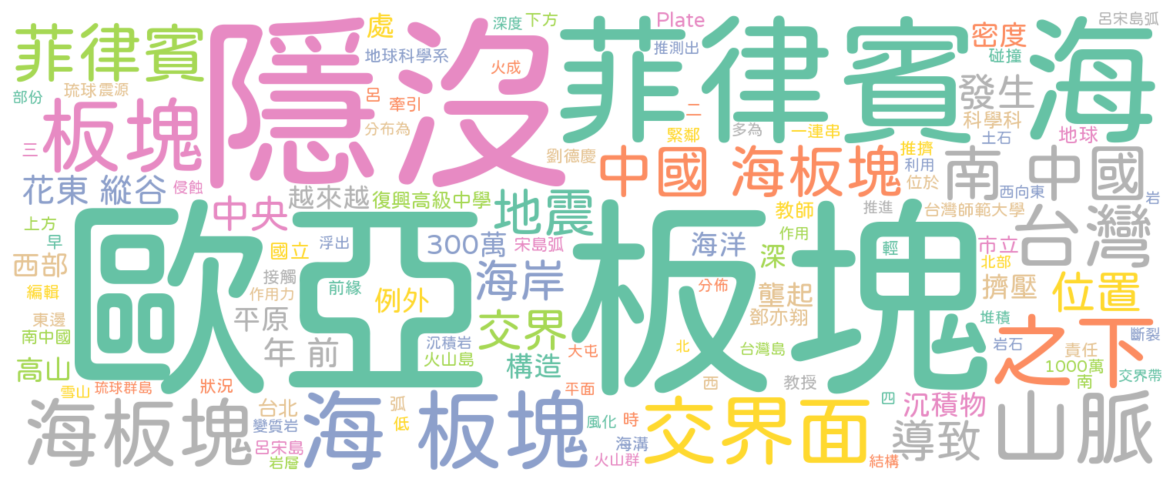 菲律賓 隱沒 菲律賓 海
處 深度 下方 Plate 密度 呂宋島弧
地球科學系 推測出 碰撞
部份 琉球震源 火成 發生
板塊 呂 牽引 二 科學科
三 分布為 緊鄰 多為 一連串 土石 地球
花東 縱谷 劉德慶 中國 海板塊 推擠 利用 南 中國
侵蝕 越來越 復興高級中學 位於 西向東 岩
中央 地震 教師 推進 台灣師範大學 台灣
上方 早 國立 浮出 300萬 宋島弧 海洋 作用 輕 市立
歐亞 板塊
西部 接觸 深 北部
編輯 作用力 前緣 例外 海岸 分佈 壟起 擠壓 位置
東邊 平原 交界 鄧亦翔 堆積 之下
南中國 年 前 沉積岩 大屯 北 台灣島 岩石 斷裂
高山 火山島 構造 責任 1000萬
雪山 琉球群島 狀況 平面 西 教授 南 交界帶
海板塊 台北 海 板塊 交界面 沉積物 山脈
變質岩 弧 低 風化 時 四 導致
呂宋島 海溝
岩層 火山群 結構